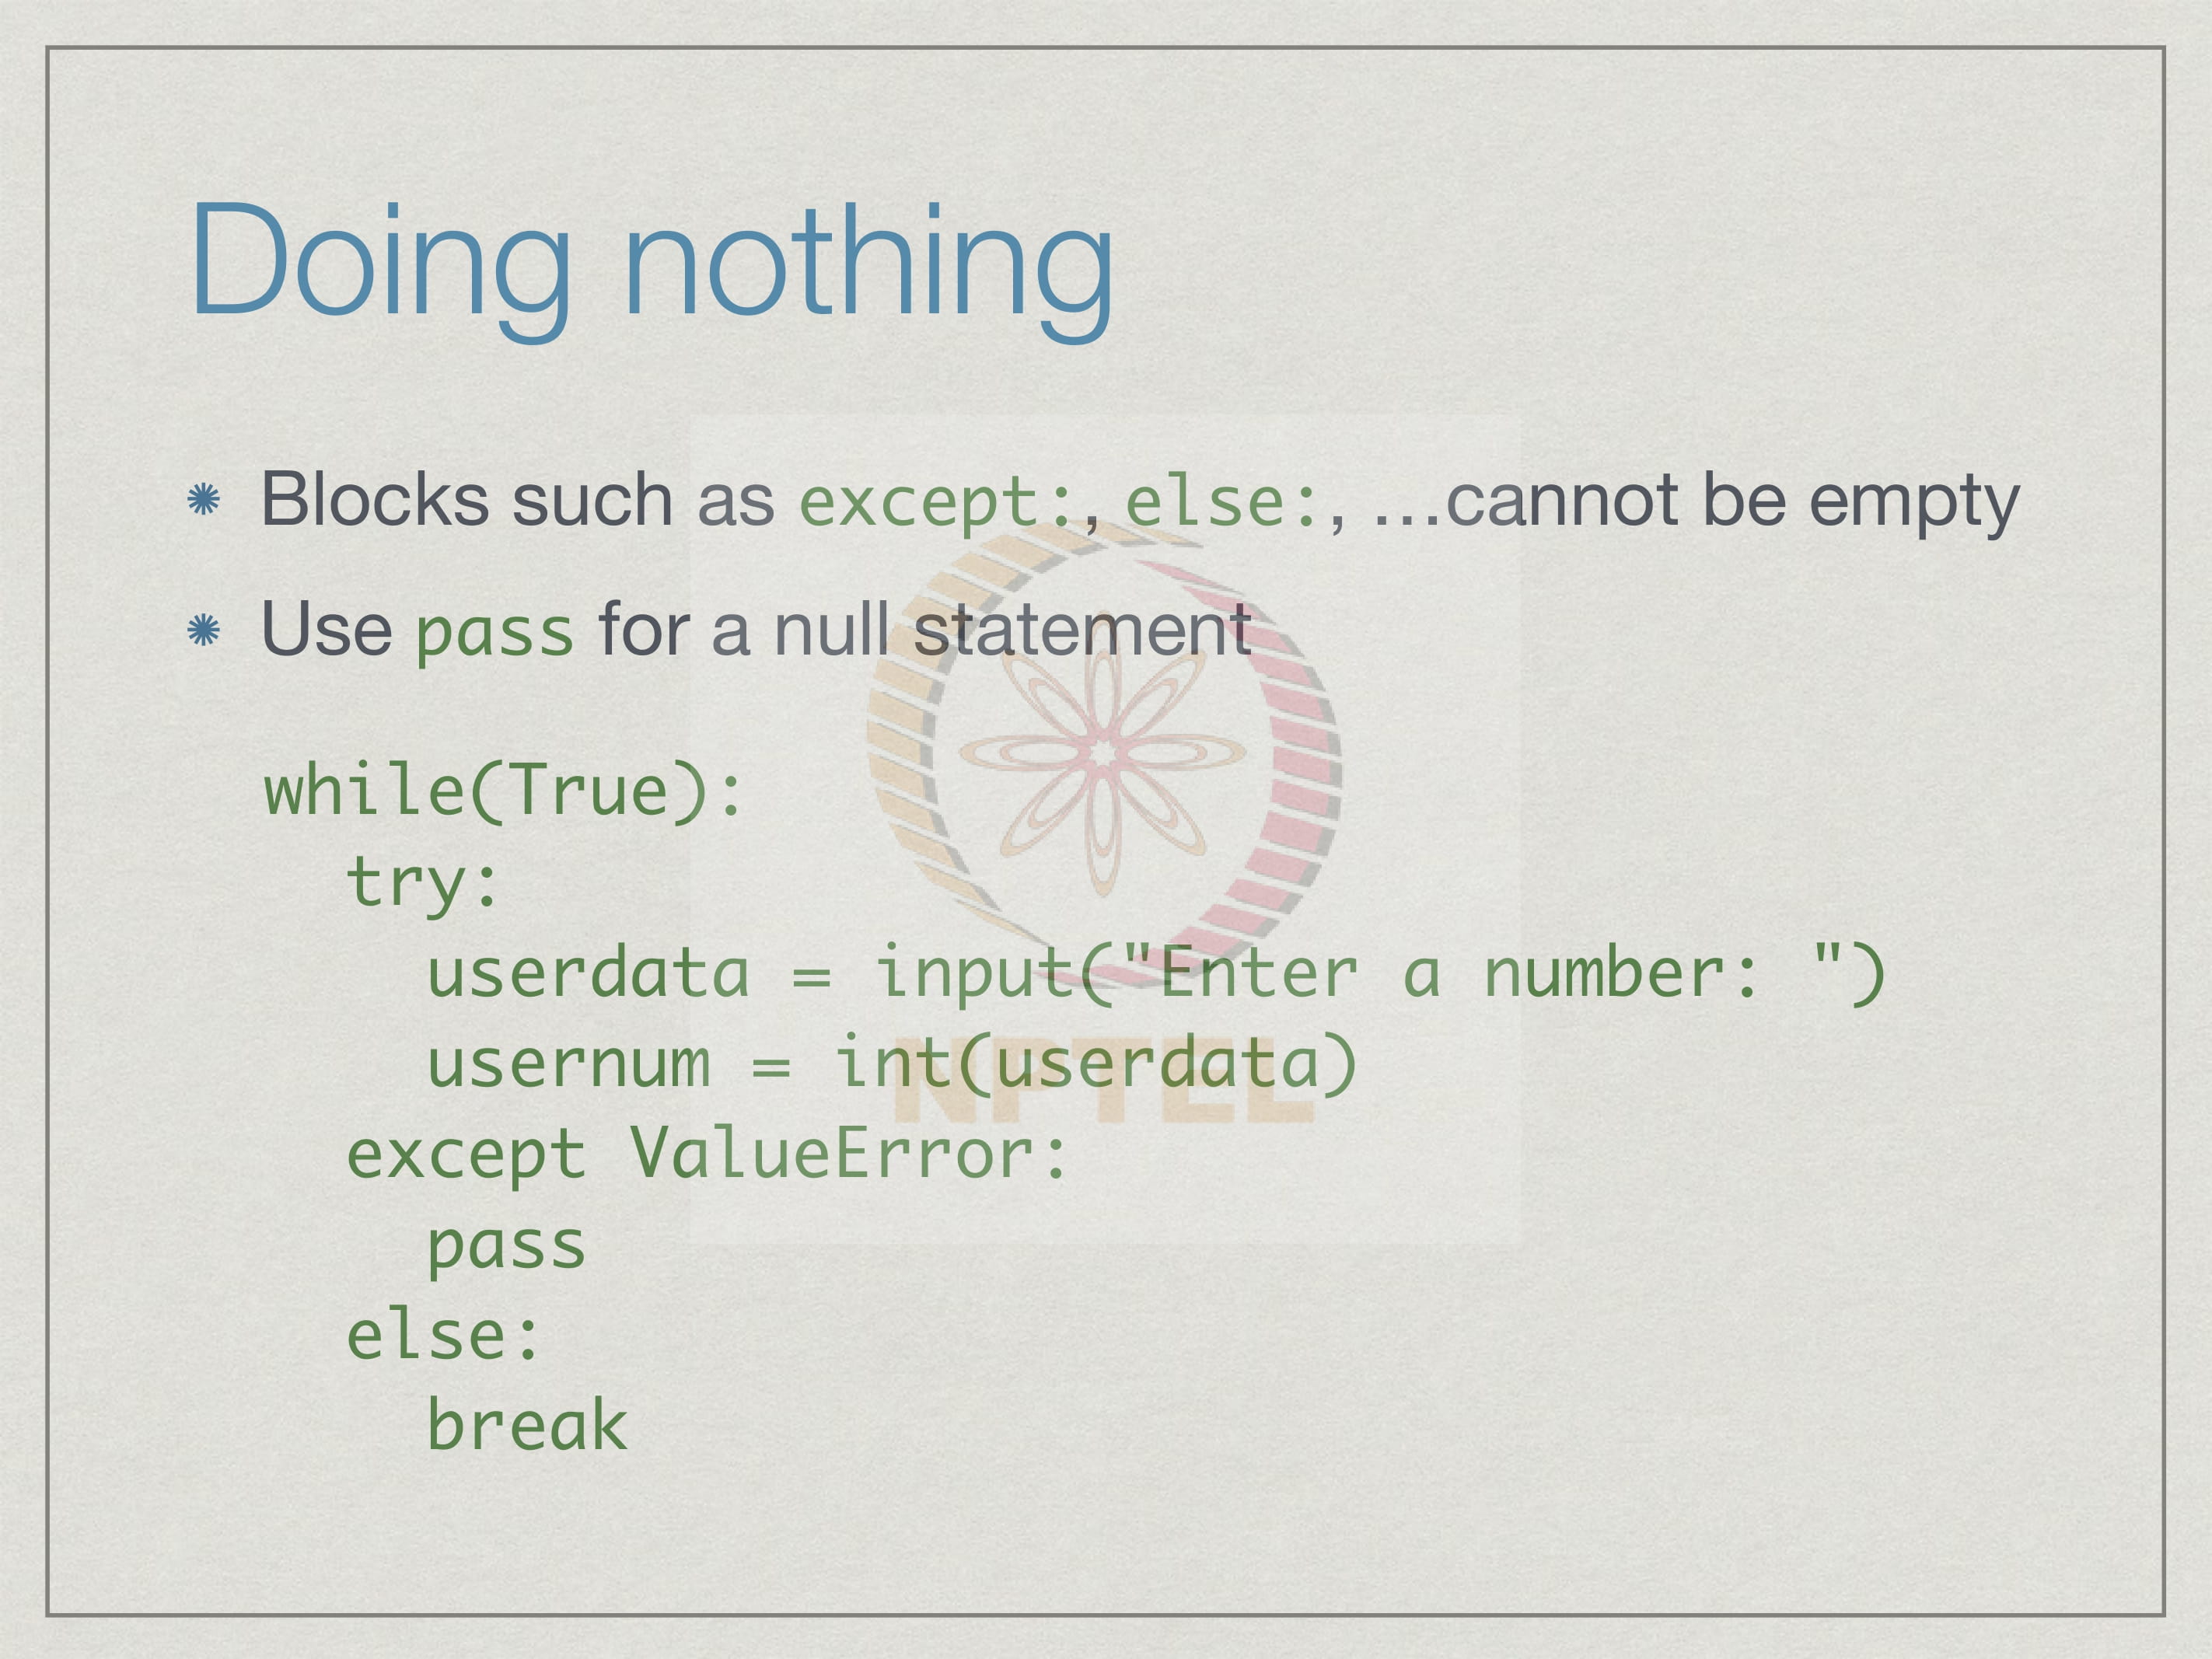 Doing nothing
Blocks such as except:, else:, …cannot be empty
Use pass for a null statement
while(True):
  try:
    userdata = input("Enter a number: ")
    usernum = int(userdata)
  except ValueError:
    pass
  else:
    break
NPTEL